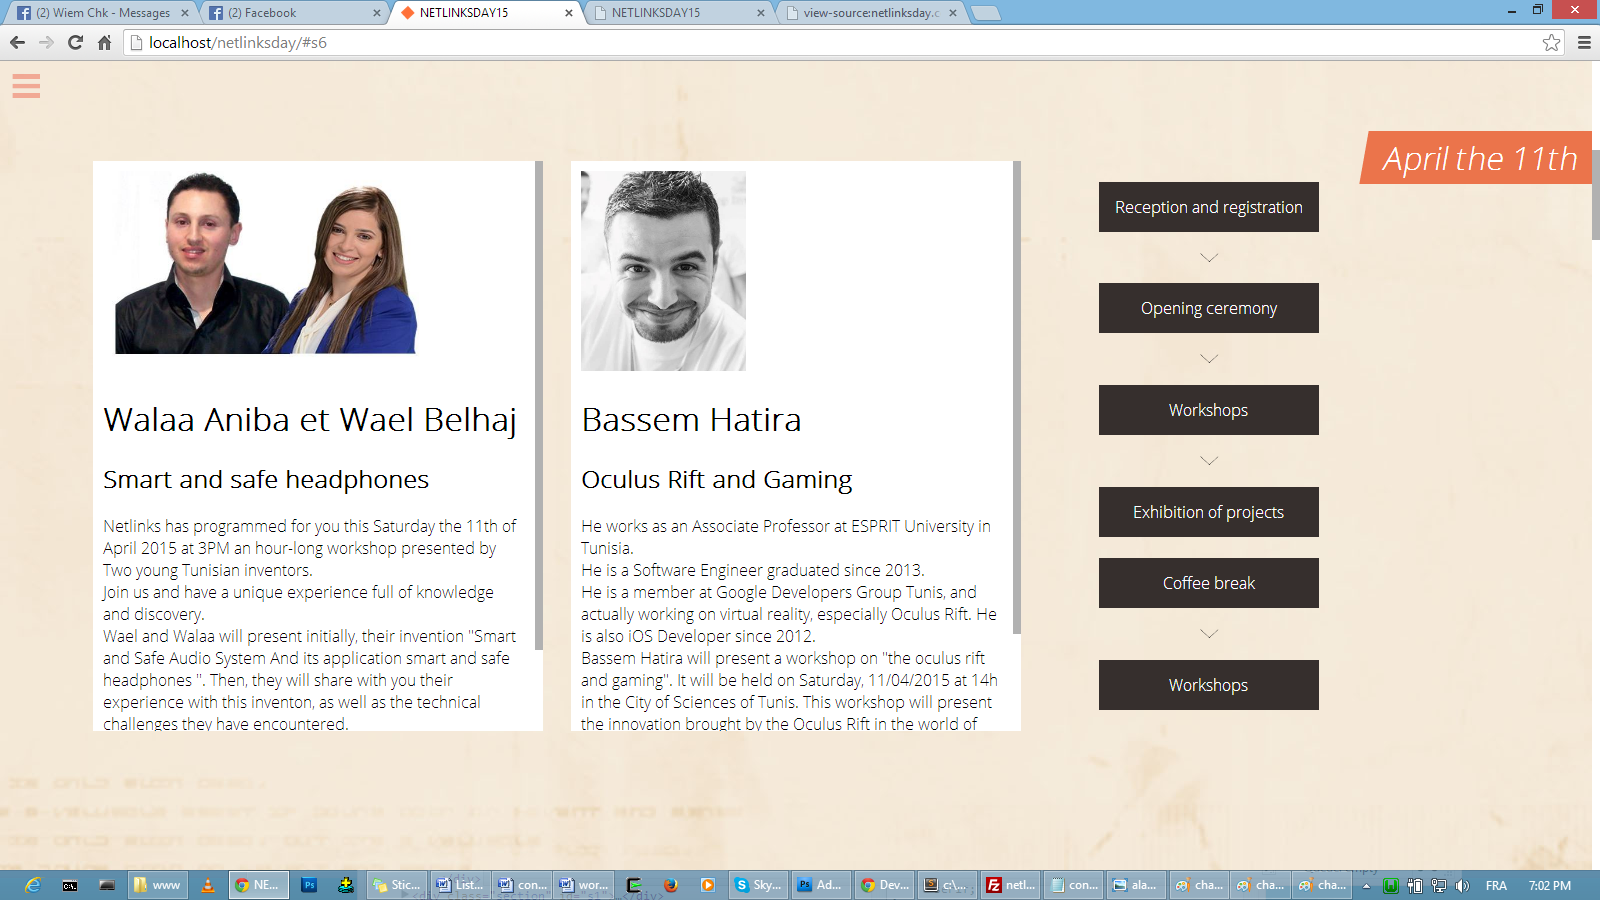 (2) Wiem Chk - Messages
(2) Facebook
NETLINKSDAY15
NETLINKSDAY15
view-source:netlinksday.c
localhost/netlinksday/#s6
April the 11th
Walaa Aniba et Wael Belhaj
Smart and safe headphones
Netlinks has programmed for you this Saturday the 11th of
April 2015 at 3PM an hour-long workshop presented by
Two young Tunisian inventors.
Join us and have a unique experience full of knowledge
and discovery.
Wael and Walaa will present initially, their invention "Smart
and Safe Audio System And its application smart and safe
headphones ". Then, they will share with you their
experience with this inventon, as well as the technical
challenges they have encountered.
Bassem Hatira
Oculus Rift and Gaming
He works as an Associate Professor at ESPRIT University in
Tunisia.
He is a Software Engineer graduated since 2013.
He is a member at Google Developers Group Tunis, and
actually working on virtual reality, especially Oculus Rift. He
is also iOS Developer since 2012.
Bassem Hatira will present a workshop on "the oculus rift
and gaming". It will be held on Saturday, 11/04/2015 at 14h
in the City of Sciences of Tunis. This workshop will present
the innovation brought by the Oculus Rift in the world of
Reception and registration
Opening ceremony
Workshops
Exhibition of projects
Coffee break
Workshops
www
NE...
Stic...
List...
con...
wor...
Sky...
Ad...
Dev...
c:\...
netl...
con...
ala...
cha...
cha...
cha...
FRA
7:02 PM